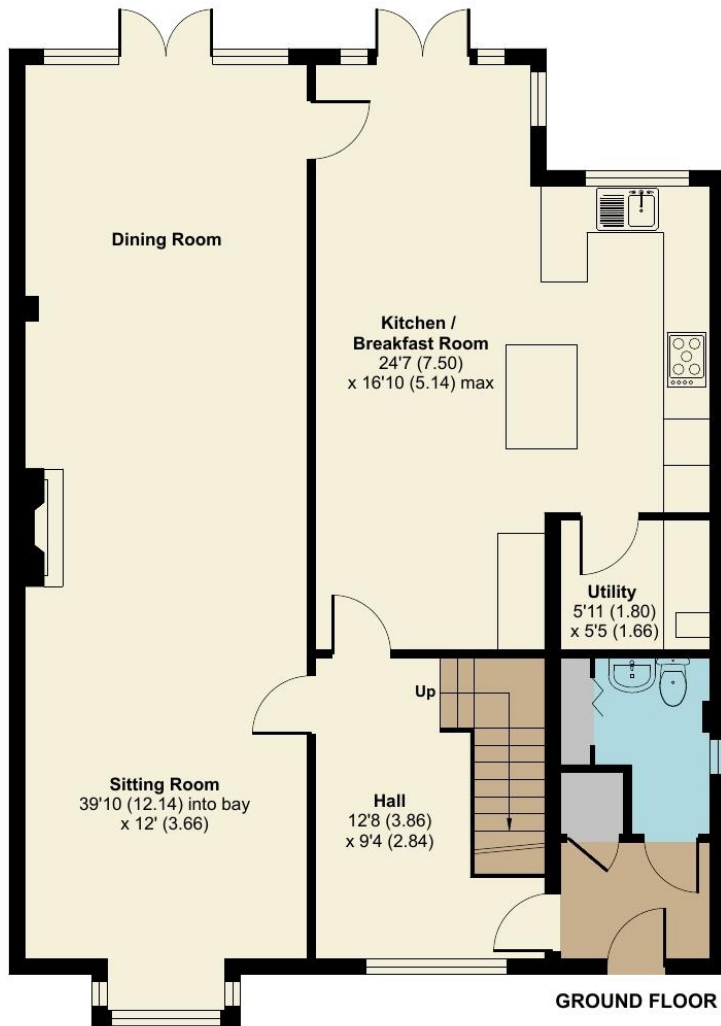 Dining Room
Kitchen /
Breakfast Room
24'7 (7.50)
x 16'10 (5.14) max
Utility
5'11 (1.80)
x 5'5 (1.66)
Up
Sitting Room
39'10 (12.14) into bay
x 12' (3.66)
Hall
12'8 (3.86)
x 9'4 (2.84)
GROUND FLOOR